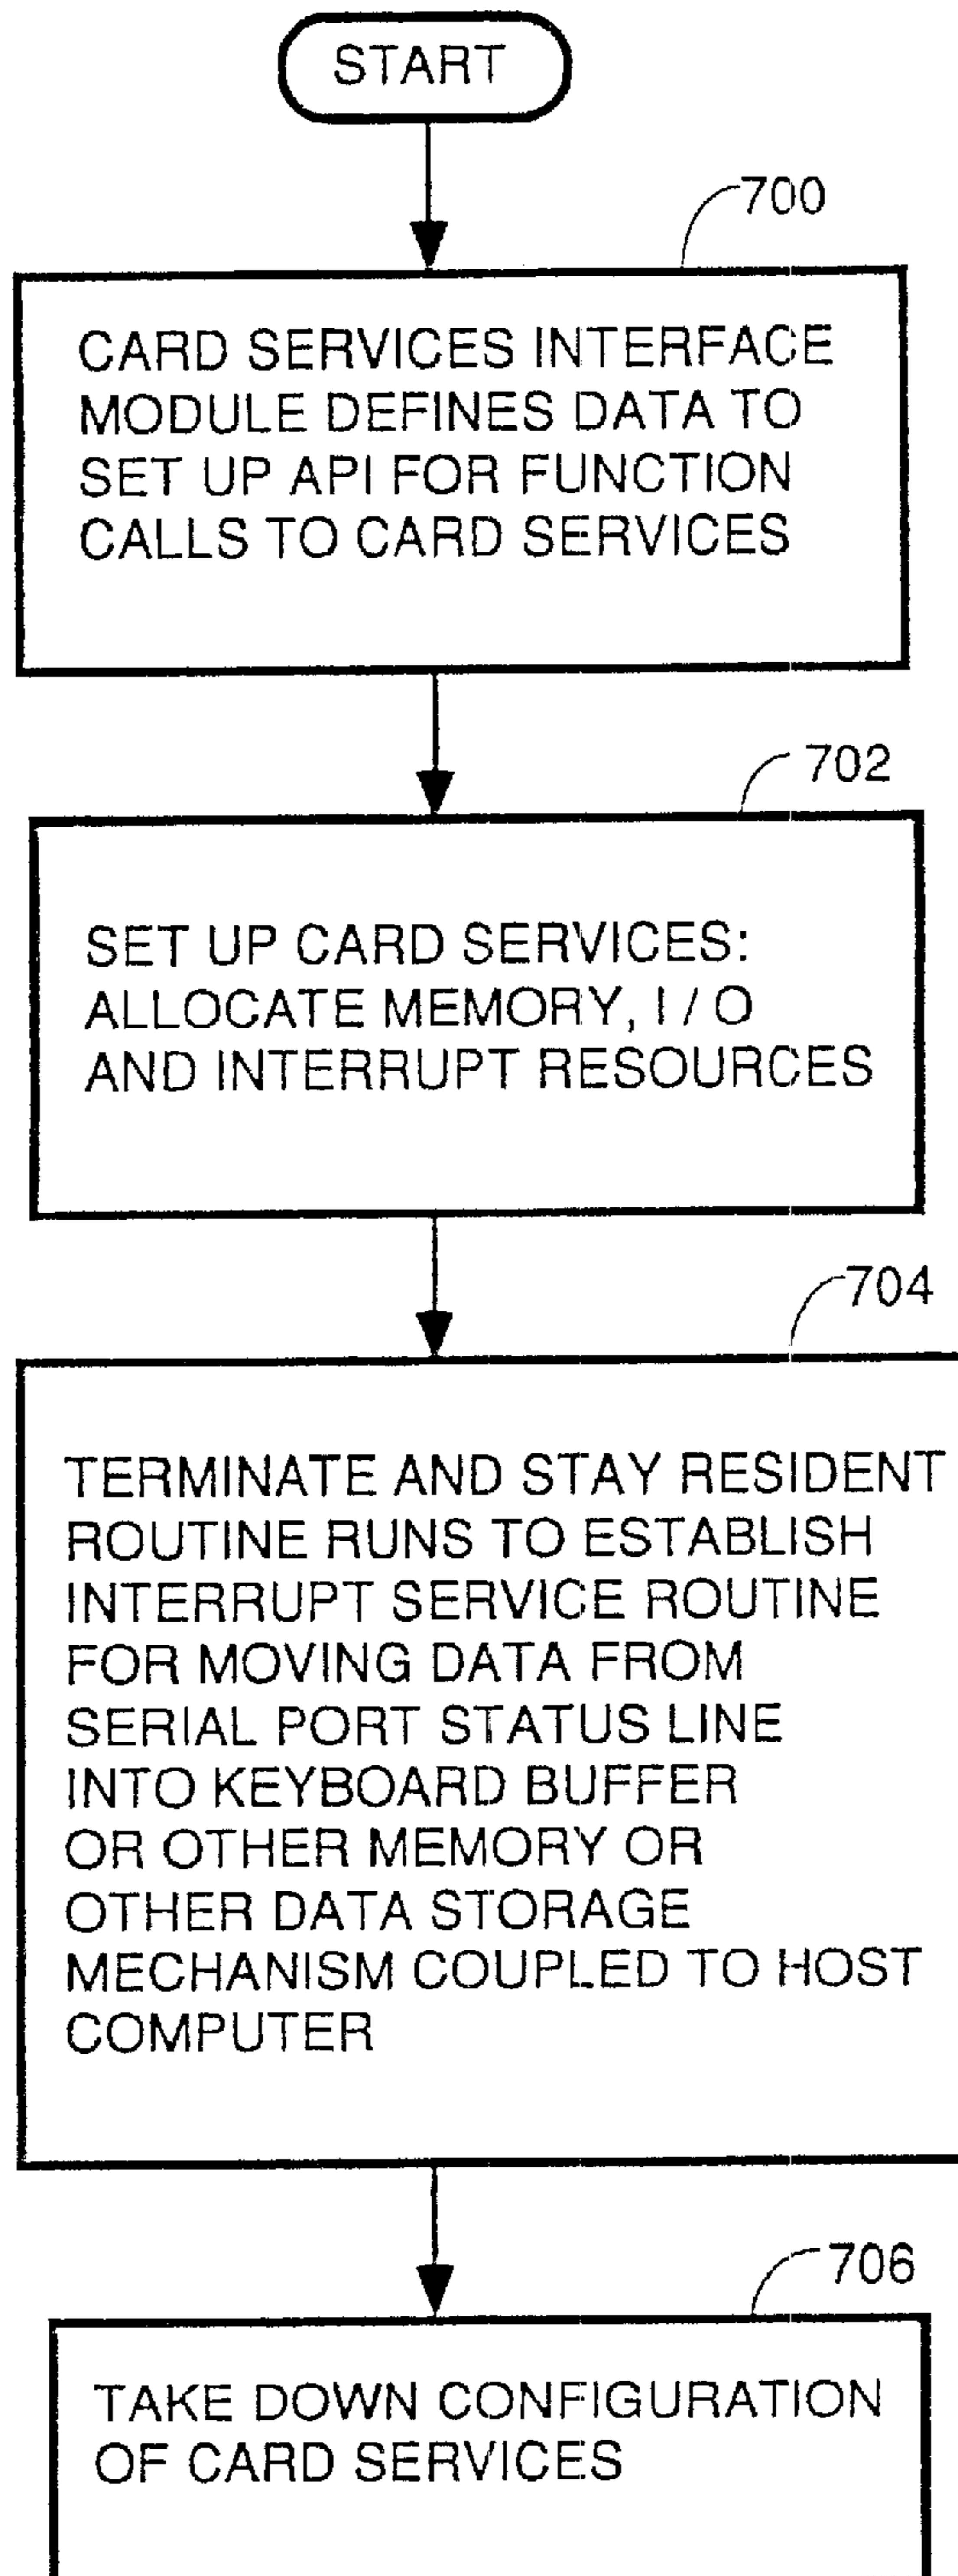 START
700
CARD SERVICES INTERFACE
MODULE DEFINES DATA TO
SET UP API FOR FUNCTION
CALLS TO CARD SERVICES
702
SET UP CARD SERVICES:
ALLOCATE MEMORY, I / O
AND INTERRUPT RESOURCES
704
TERMINATE AND STAY RESIDENT
ROUTINE RUNS TO ESTABLISH
INTERRUPT SERVICE ROUTINE
FOR MOVING DATA FROM
SERIAL PORT STATUS LINE
INTO KEYBOARD BUFFER
OR OTHER MEMORY OR
OTHER DATA STORAGE
MECHANISM COUPLED TO HOST
COMPUTER
706
TAKE DOWN CONFIGURATION
OF CARD SERVICES